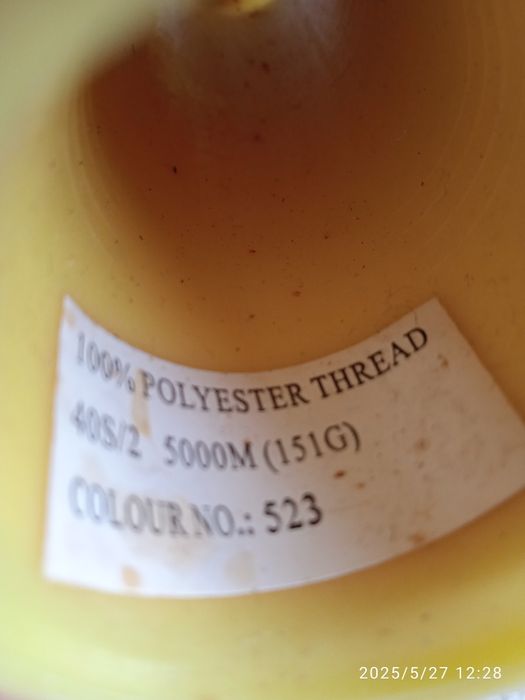 100% POLYESTER THREAD
40S/2 5000M (151G)
COLOUR NO.: 523
2025/5/27 12:28